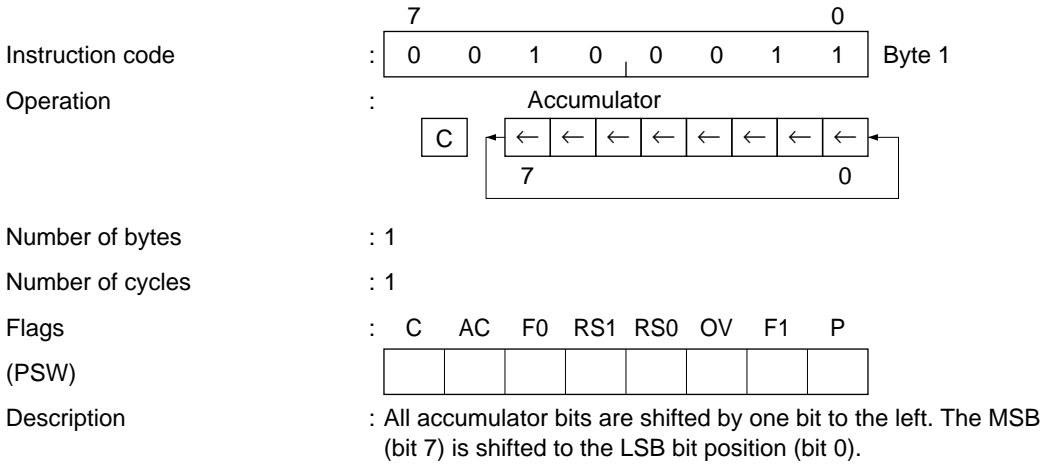 7 0
Instruction code : 0 0 1 0 0 0 1 1 Byte 1
Operation : Accumulator
C ← ← ← ← ← ← ← ←
7 0
Number of bytes : 1
Number of cycles : 1
Flags : C AC F0 RS1 RS0 OV F1 P
(PSW)
Description : All accumulator bits are shifted by one bit to the left. The MSB
(bit 7) is shifted to the LSB bit position (bit 0).